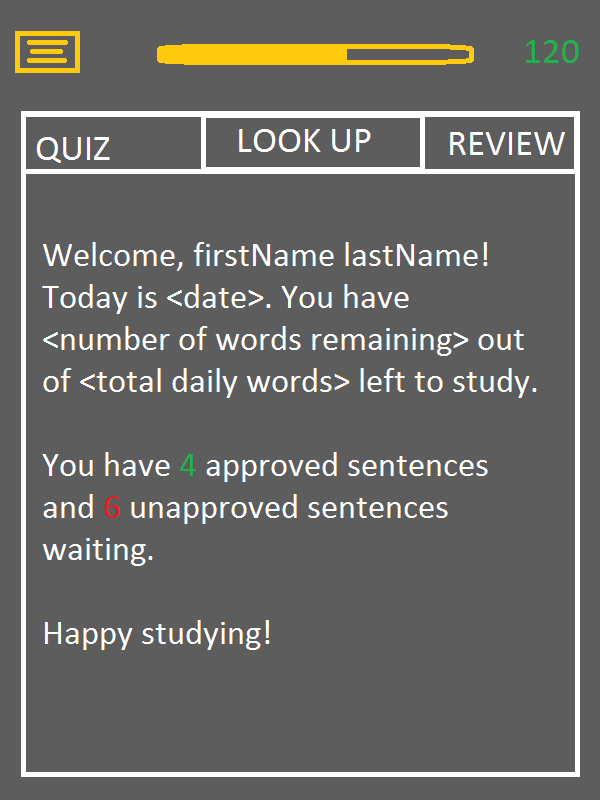 120
QUIZ
LOOK UP
REVIEW
Welcome, firstName lastName!
Today is <date>. You have
<number of words remaining> out
of <total daily words> left to study.
You have 4 approved sentences
and 6 unapproved sentences
waiting.
Happy studying!